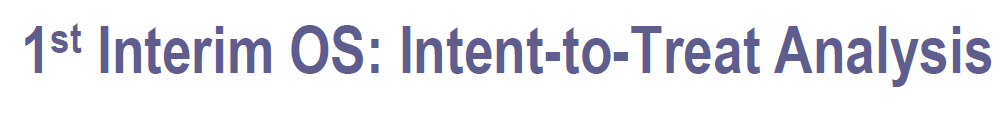 1st Interim OS: Intent-to-Treat Analysis